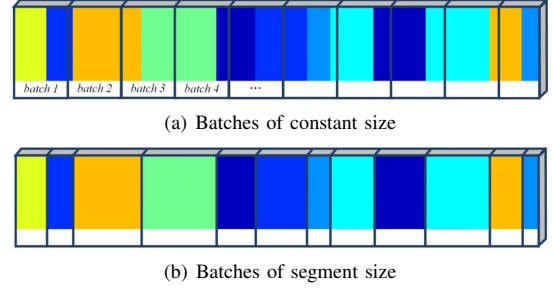 batch 1 batch 2 batch 3 batch 4 ...
(a) Batches of constant size
(b) Batches of segment size